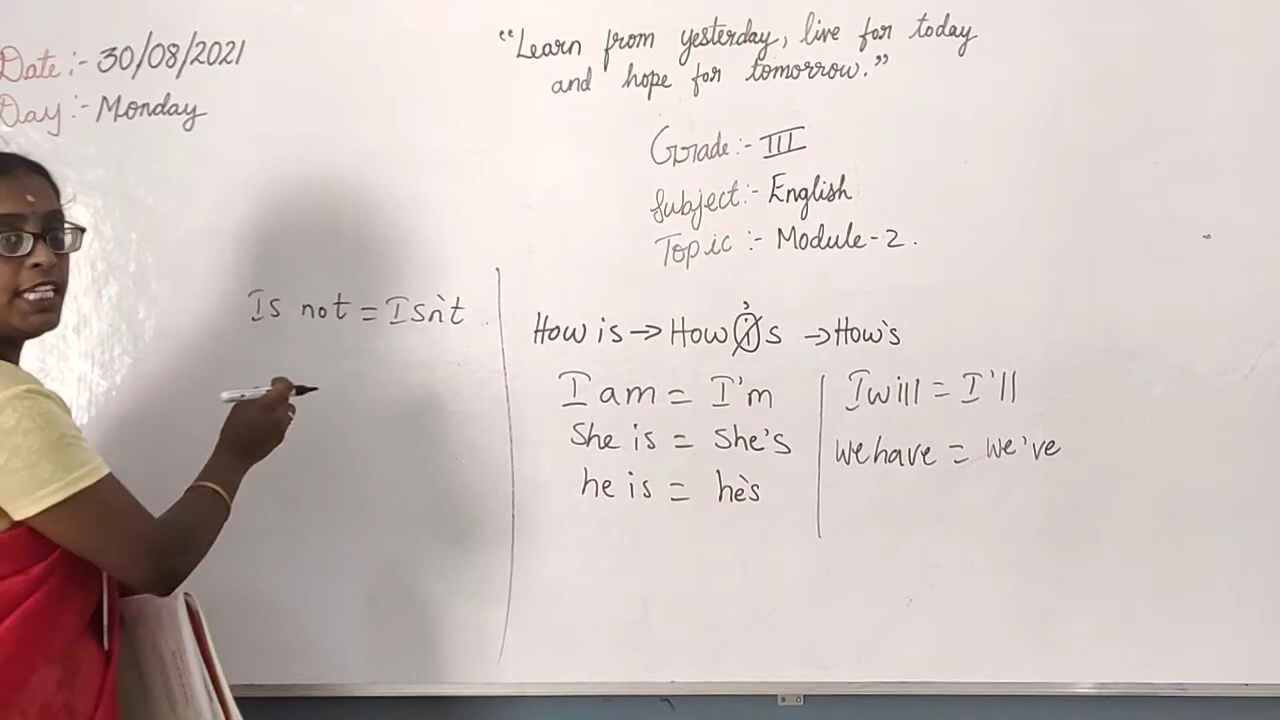 Date :- 30/08/2021
Day :- Monday
"Learn from yesterday, live for today
and hope for tomorrow."
Grade :- III
Subject :- English
Topic :- Module-2.
Is not = Isn't
How is → How i's → How's
I am = I'm
She is = She's
he is = he's
I will = I'll
we have = we've